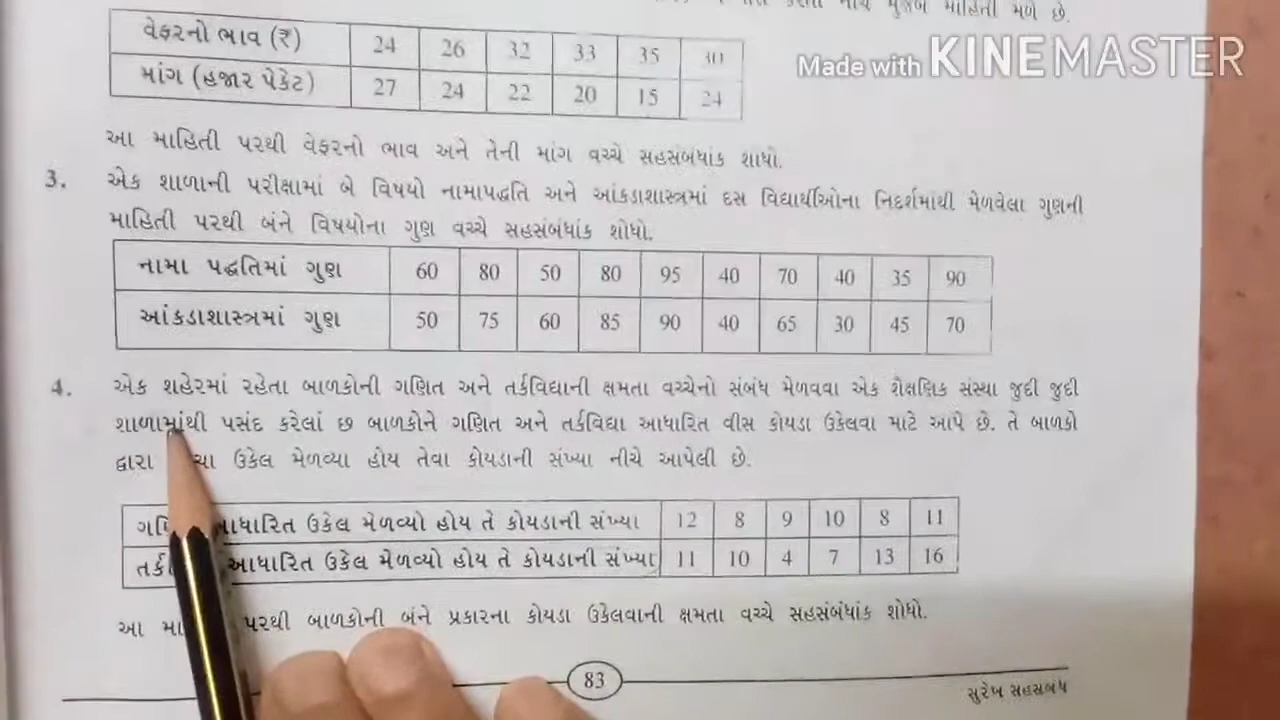 મુજબ માહિતી મળે છે.
Made with KINEMASTER
વેફરનો ભાવ (₹) 24 26 32 33 35 30
માંગ (હજાર પેકેટ) 27 24 22 20 15 24
આ માહિતી પરથી વેફરનો ભાવ અને તેની માંગ વચ્ચે સહસંબંધાંક શોધો.
3. એક શાળાની પરીક્ષામાં બે વિષયો નામાપદ્ધતિ અને આંકડાશાસ્ત્રમાં દસ વિદ્યાર્થીઓના નિદર્શમાંથી મેળવેલા ગુણની
માહિતી પરથી બંને વિષયોના ગુણ વચ્ચે સહસંબંધાંક શોધો.
નામા પદ્ધતિમાં ગુણ 60 80 50 80 95 40 70 40 35 90
આંકડાશાસ્ત્રમાં ગુણ 50 75 60 85 90 40 65 30 45 70
4. એક શહેરમાં રહેતા બાળકોની ગણિત અને તર્કવિદ્યાની ક્ષમતા વચ્ચેનો સંબંધ મેળવવા એક શૈક્ષણિક સંસ્થા જુદી જુદી
શાળામાંથી પસંદ કરેલાં છ બાળકોને ગણિત અને તર્કવિદ્યા આધારિત વીસ કોયડા ઉકેલવા માટે આપે છે. તે બાળકો
દ્વારા ઉકેલ મેળવ્યા હોય તેવા કોયડાની સંખ્યા નીચે આપેલી છે.
ઉકેલ મેળવ્યો હોય તે કોયડાની સંખ્યા 12 8 9 10 8 11
આધારિત ઉકેલ મેળવ્યો હોય તે કોયડાની સંખ્યા 11 10 4 7 13 16
આ પરથી બાળકોની બંને પ્રકારના કોયડા ઉકેલવાની ક્ષમતા વચ્ચે સહસંબંધાંક શોધો.
83
સુરેખ સહસબંધ